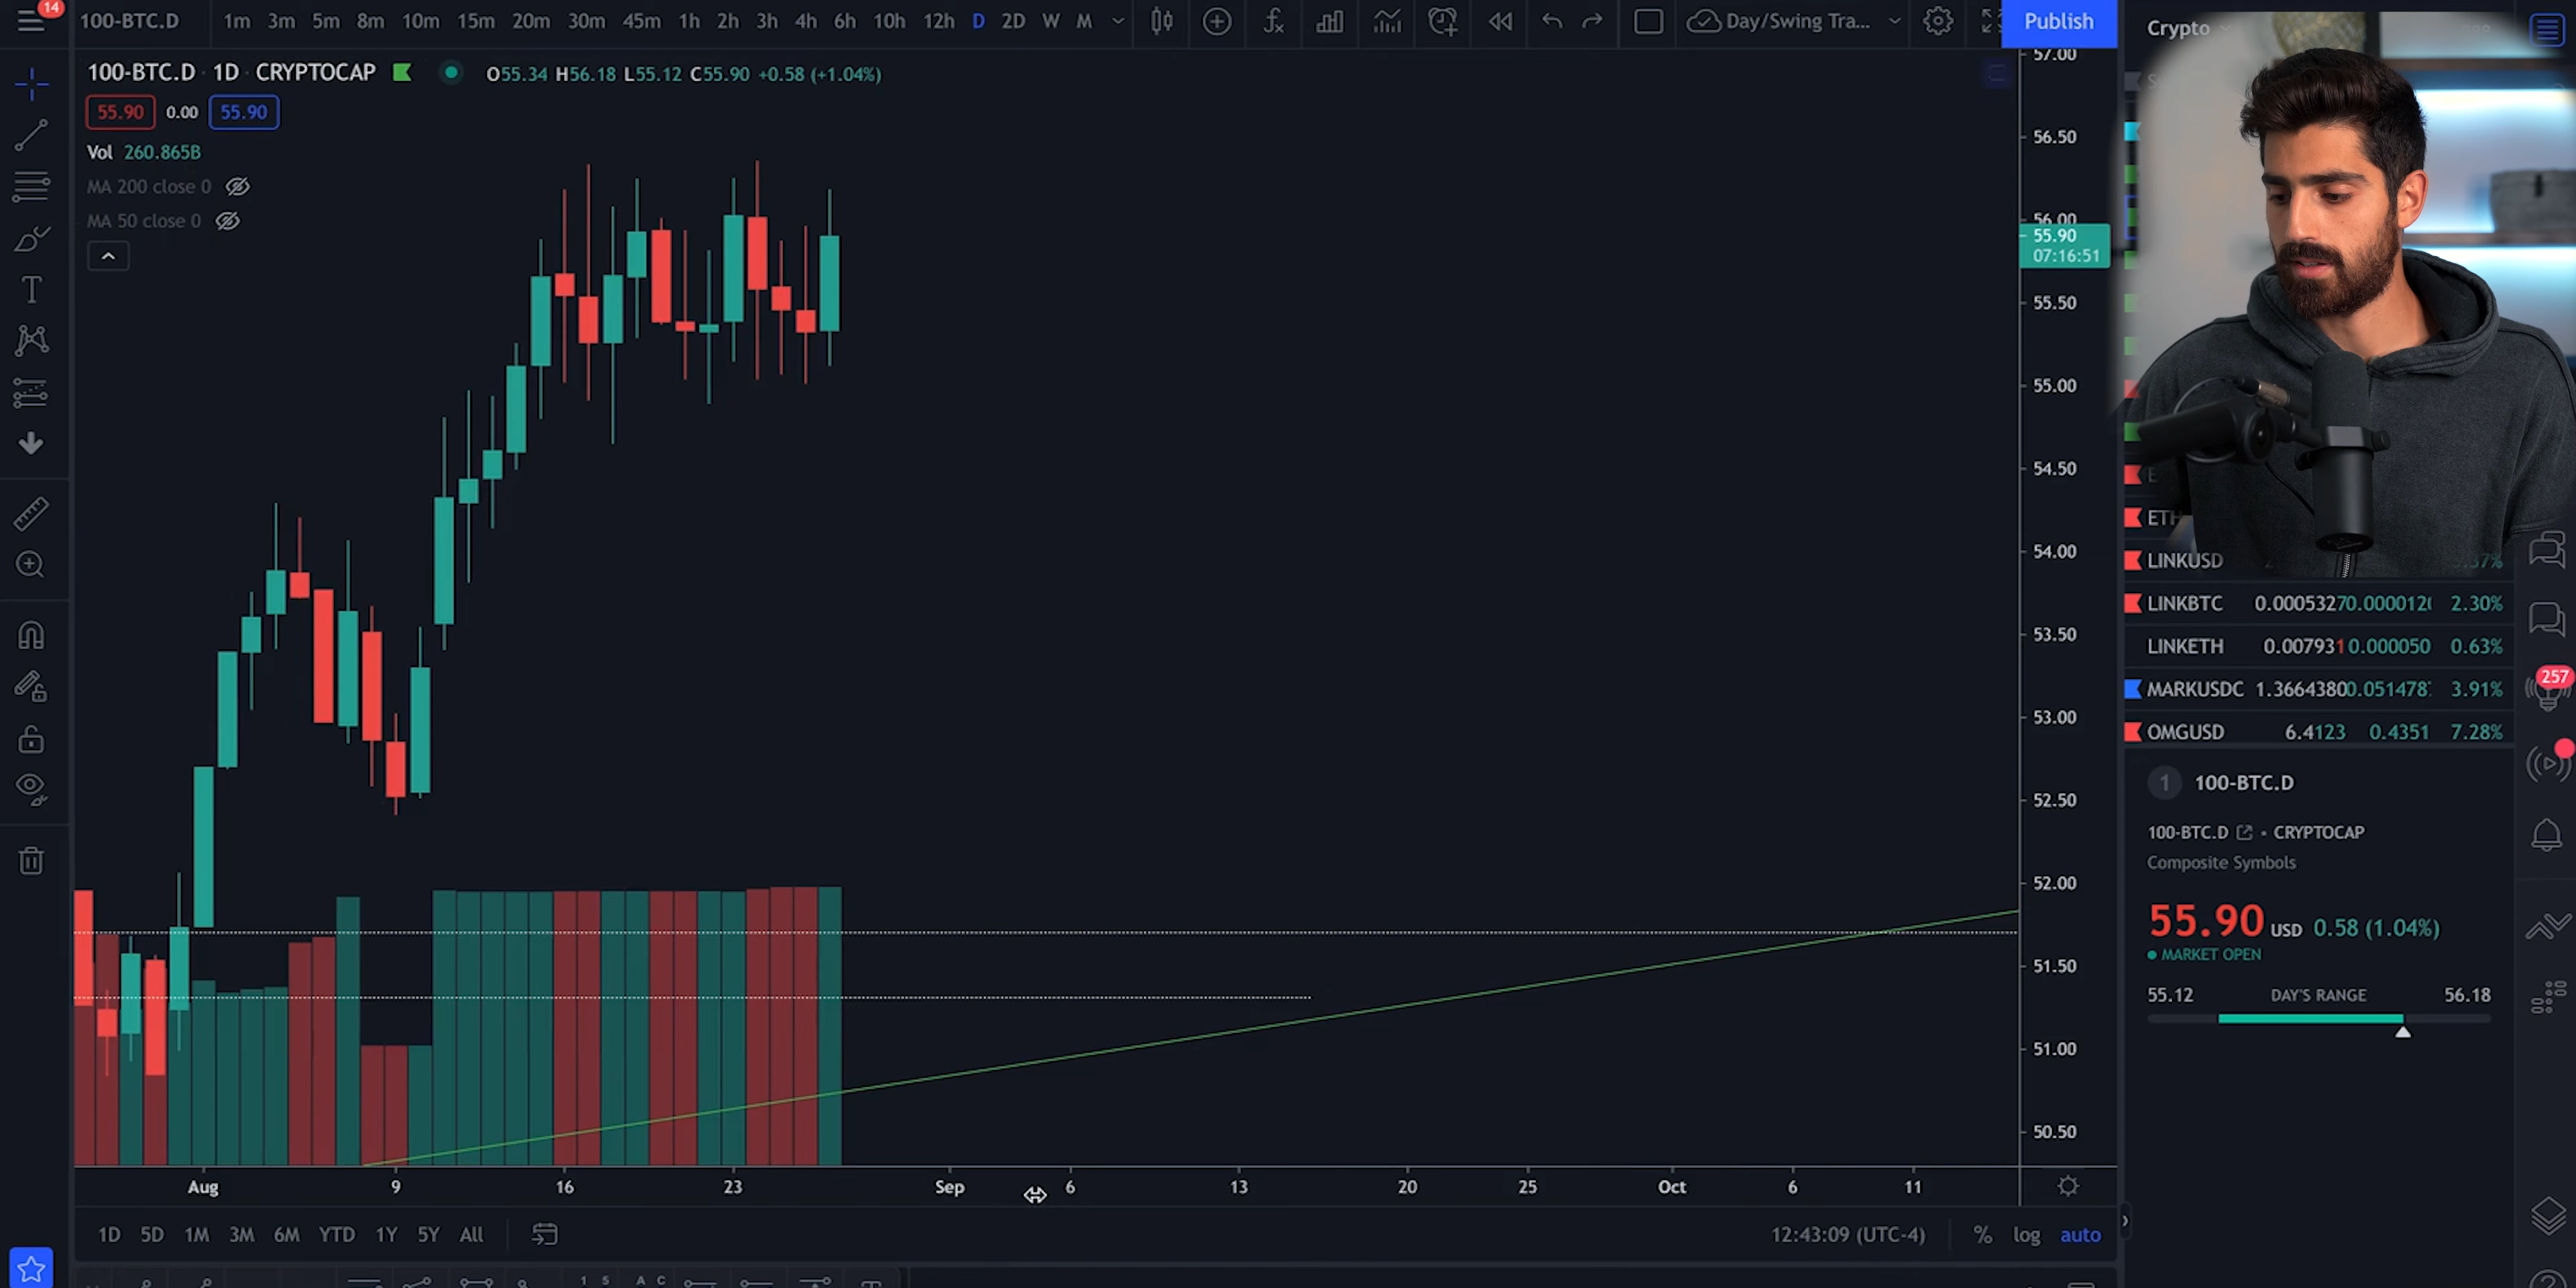 14
100-BTC.D 1m 3m 5m 8m 10m 15m 20m 30m 45m 1h 2h 3h 4h 6h 10h 12h D 2D W M Day/Swing Tra... Publish
100-BTC.D · 1D · CRYPTOCAP O55.34 H56.18 L55.12 C55.90 +0.58 (+1.04%)
55.90 0.00 55.90
Vol 260.865B
MA 200 close 0
MA 50 close 0
57.00
56.50
56.00
55.90
07:16:51
55.50
55.00
54.50
54.00
53.50
53.00
52.50
52.00
51.50
51.00
50.50
Aug 9 16 23 Sep 6 13 20 25 Oct 6 11
1D 5D 1M 3M 6M YTD 1Y 5Y All 12:43:09 (UTC-4) % log auto
1 5 A C
Crypto
E
ETH
LINKUSD
LINKBTC 0.0005327 0.000012 2.30%
LINKETH 0.007931 0.000050 0.63%
MARKUSDC 1.3664380 0.051478 3.91%
OMGUSD 6.4123 0.4351 7.28%
257
1 100-BTC.D
100-BTC.D • CRYPTOCAP
Composite Symbols
55.90 USD 0.58 (1.04%)
MARKET OPEN
55.12 DAY'S RANGE 56.18